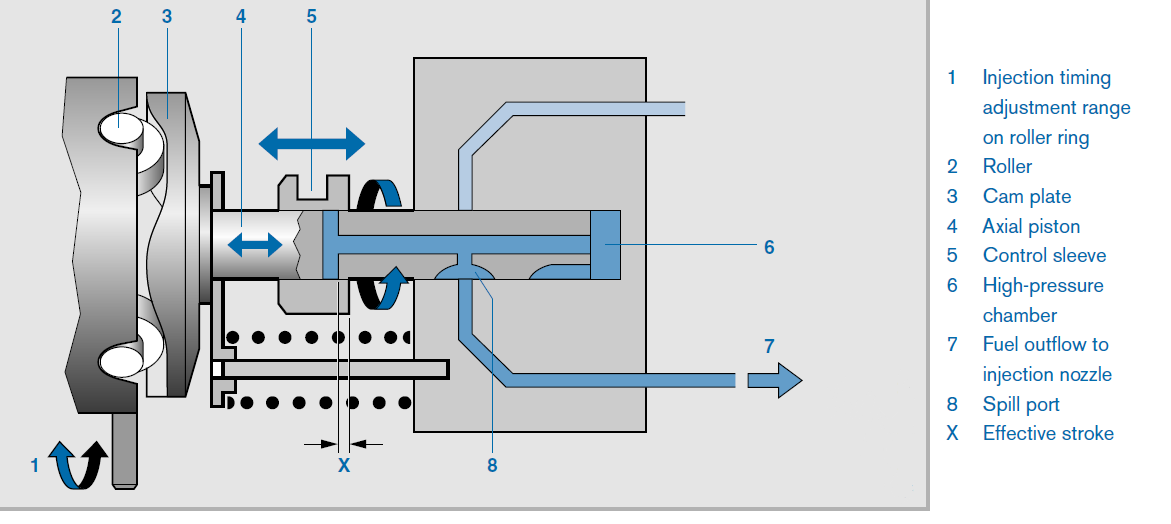 2 3 4 5
6
7
1
X 8
1 Injection timing
adjustment range
on roller ring
2 Roller
3 Cam plate
4 Axial piston
5 Control sleeve
6 High-pressure
chamber
7 Fuel outflow to
injection nozzle
8 Spill port
X Effective stroke